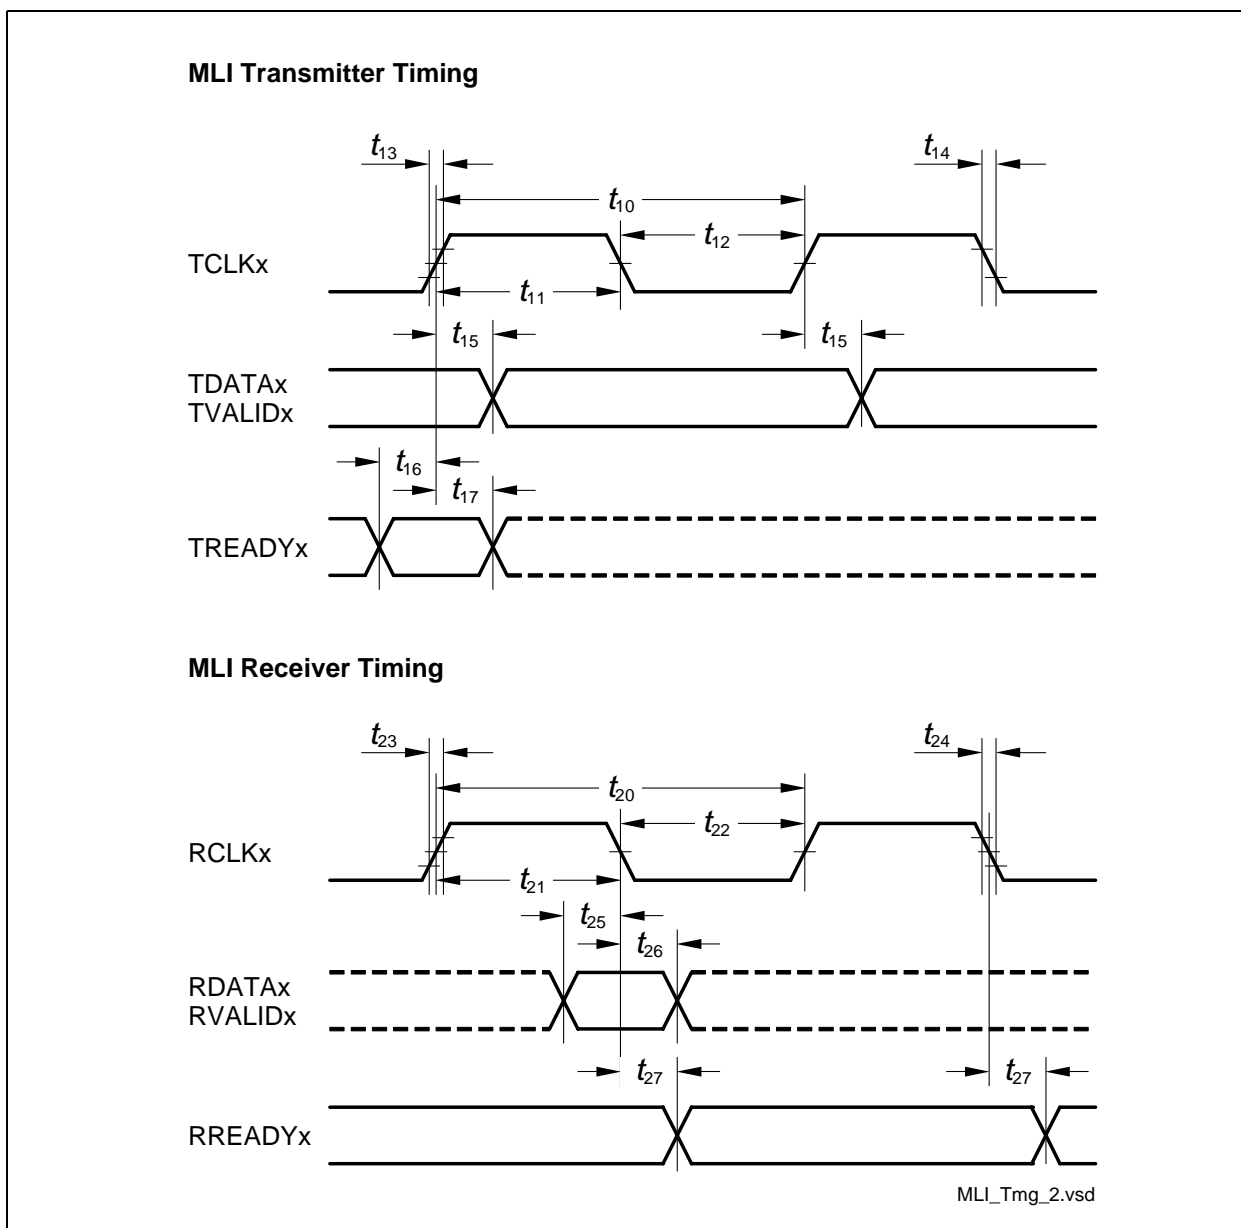 MLI Transmitter Timing
t13
t14
t10
t12
TCLKx
t11
t15
t15
TDATAx
TVALIDx
t16
t17
TREADYx
MLI Receiver Timing
t23
t24
t20
t22
RCLKx
t21
t25
t26
RDATAx
RVALIDx
t27
t27
RREADYx
MLI_Tmg_2.vsd